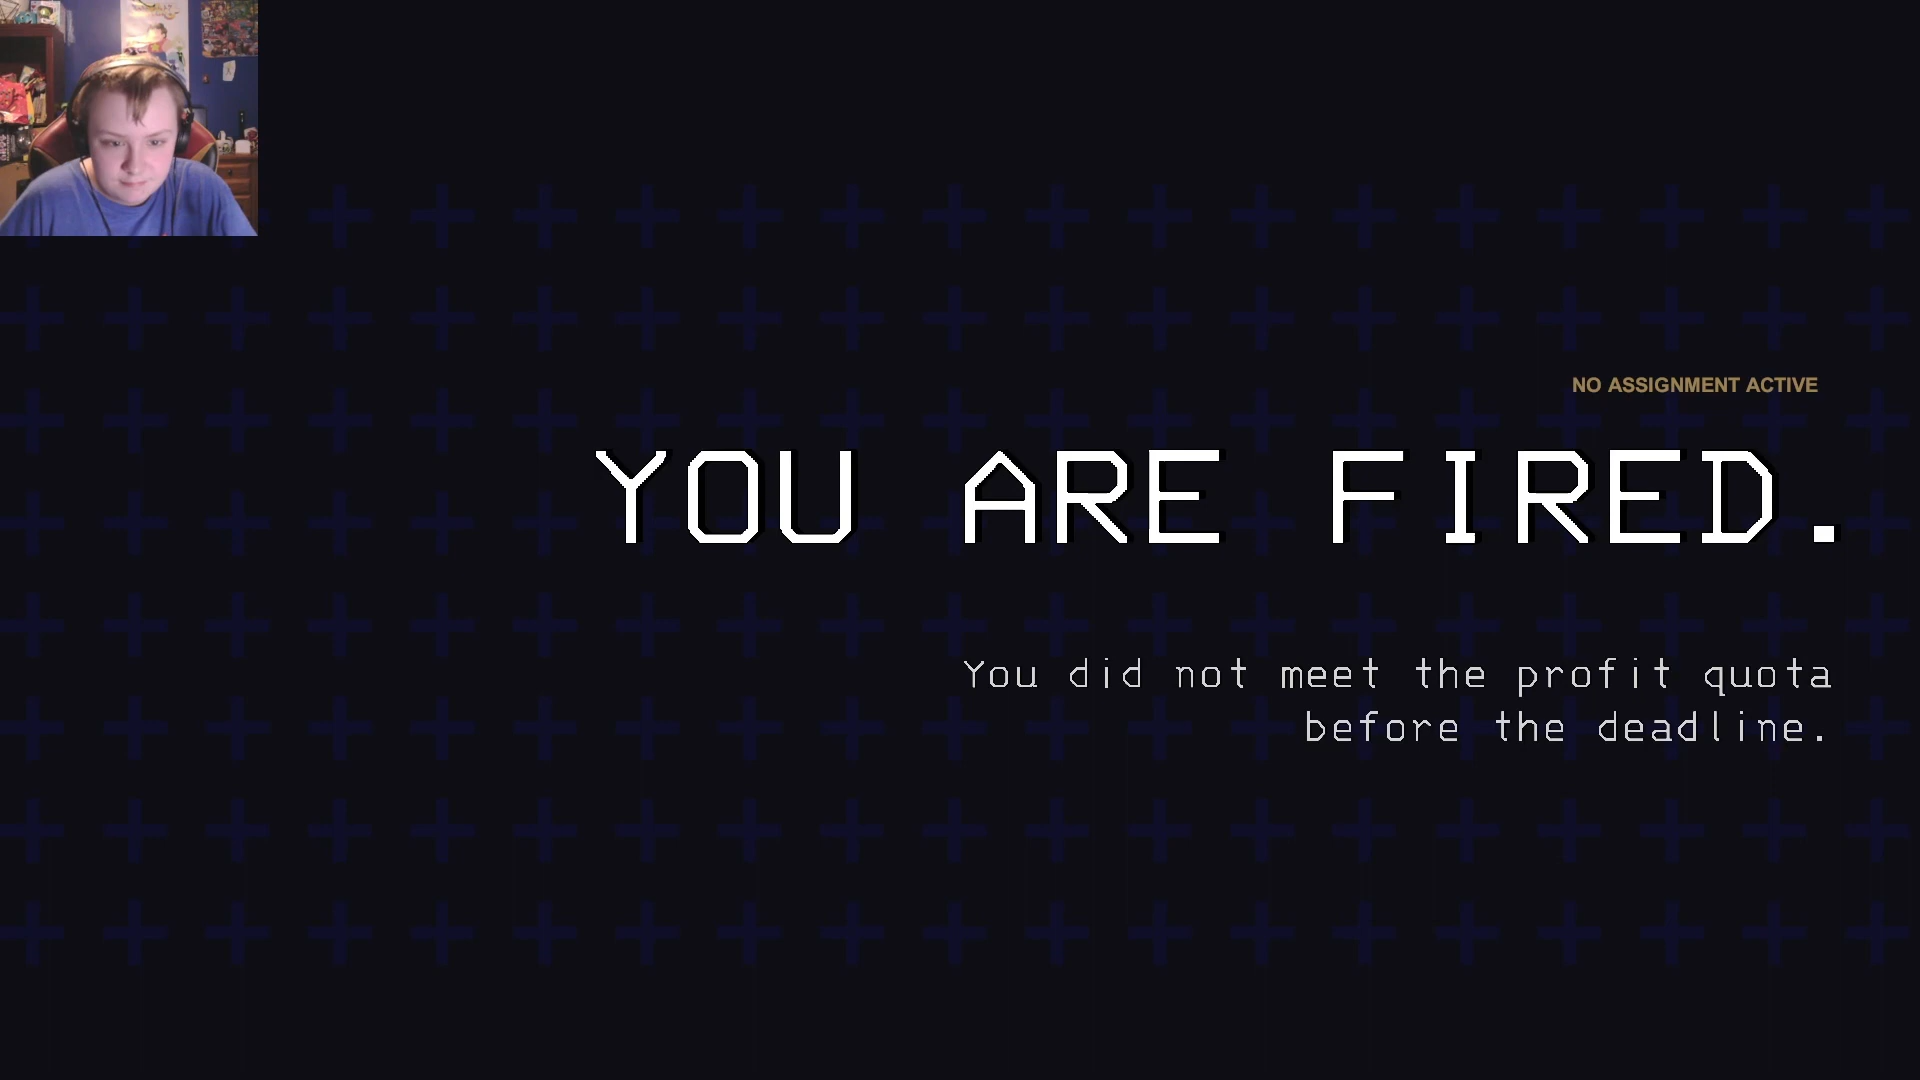 NO ASSIGNMENT ACTIVE
YOU ARE FIRED.
You did not meet the profit quota
before the deadline.